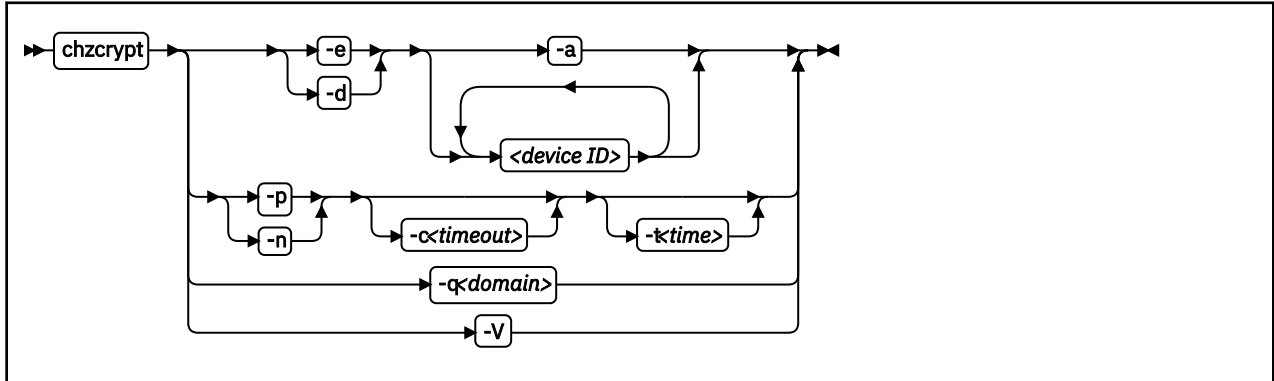 chzcrypt
-e
-a
-d
<device ID>
-p
-n
-c<timeout>
-t<time>
-q<domain>
-V